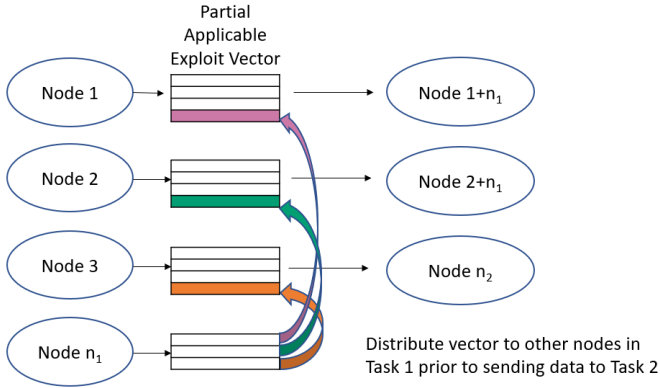 Partial
Applicable
Exploit Vector
Node 1
Node 1+n₁
Node 2
Node 2+n₁
Node 3
Node n₂
Node n₁
Distribute vector to other nodes in
Task 1 prior to sending data to Task 2